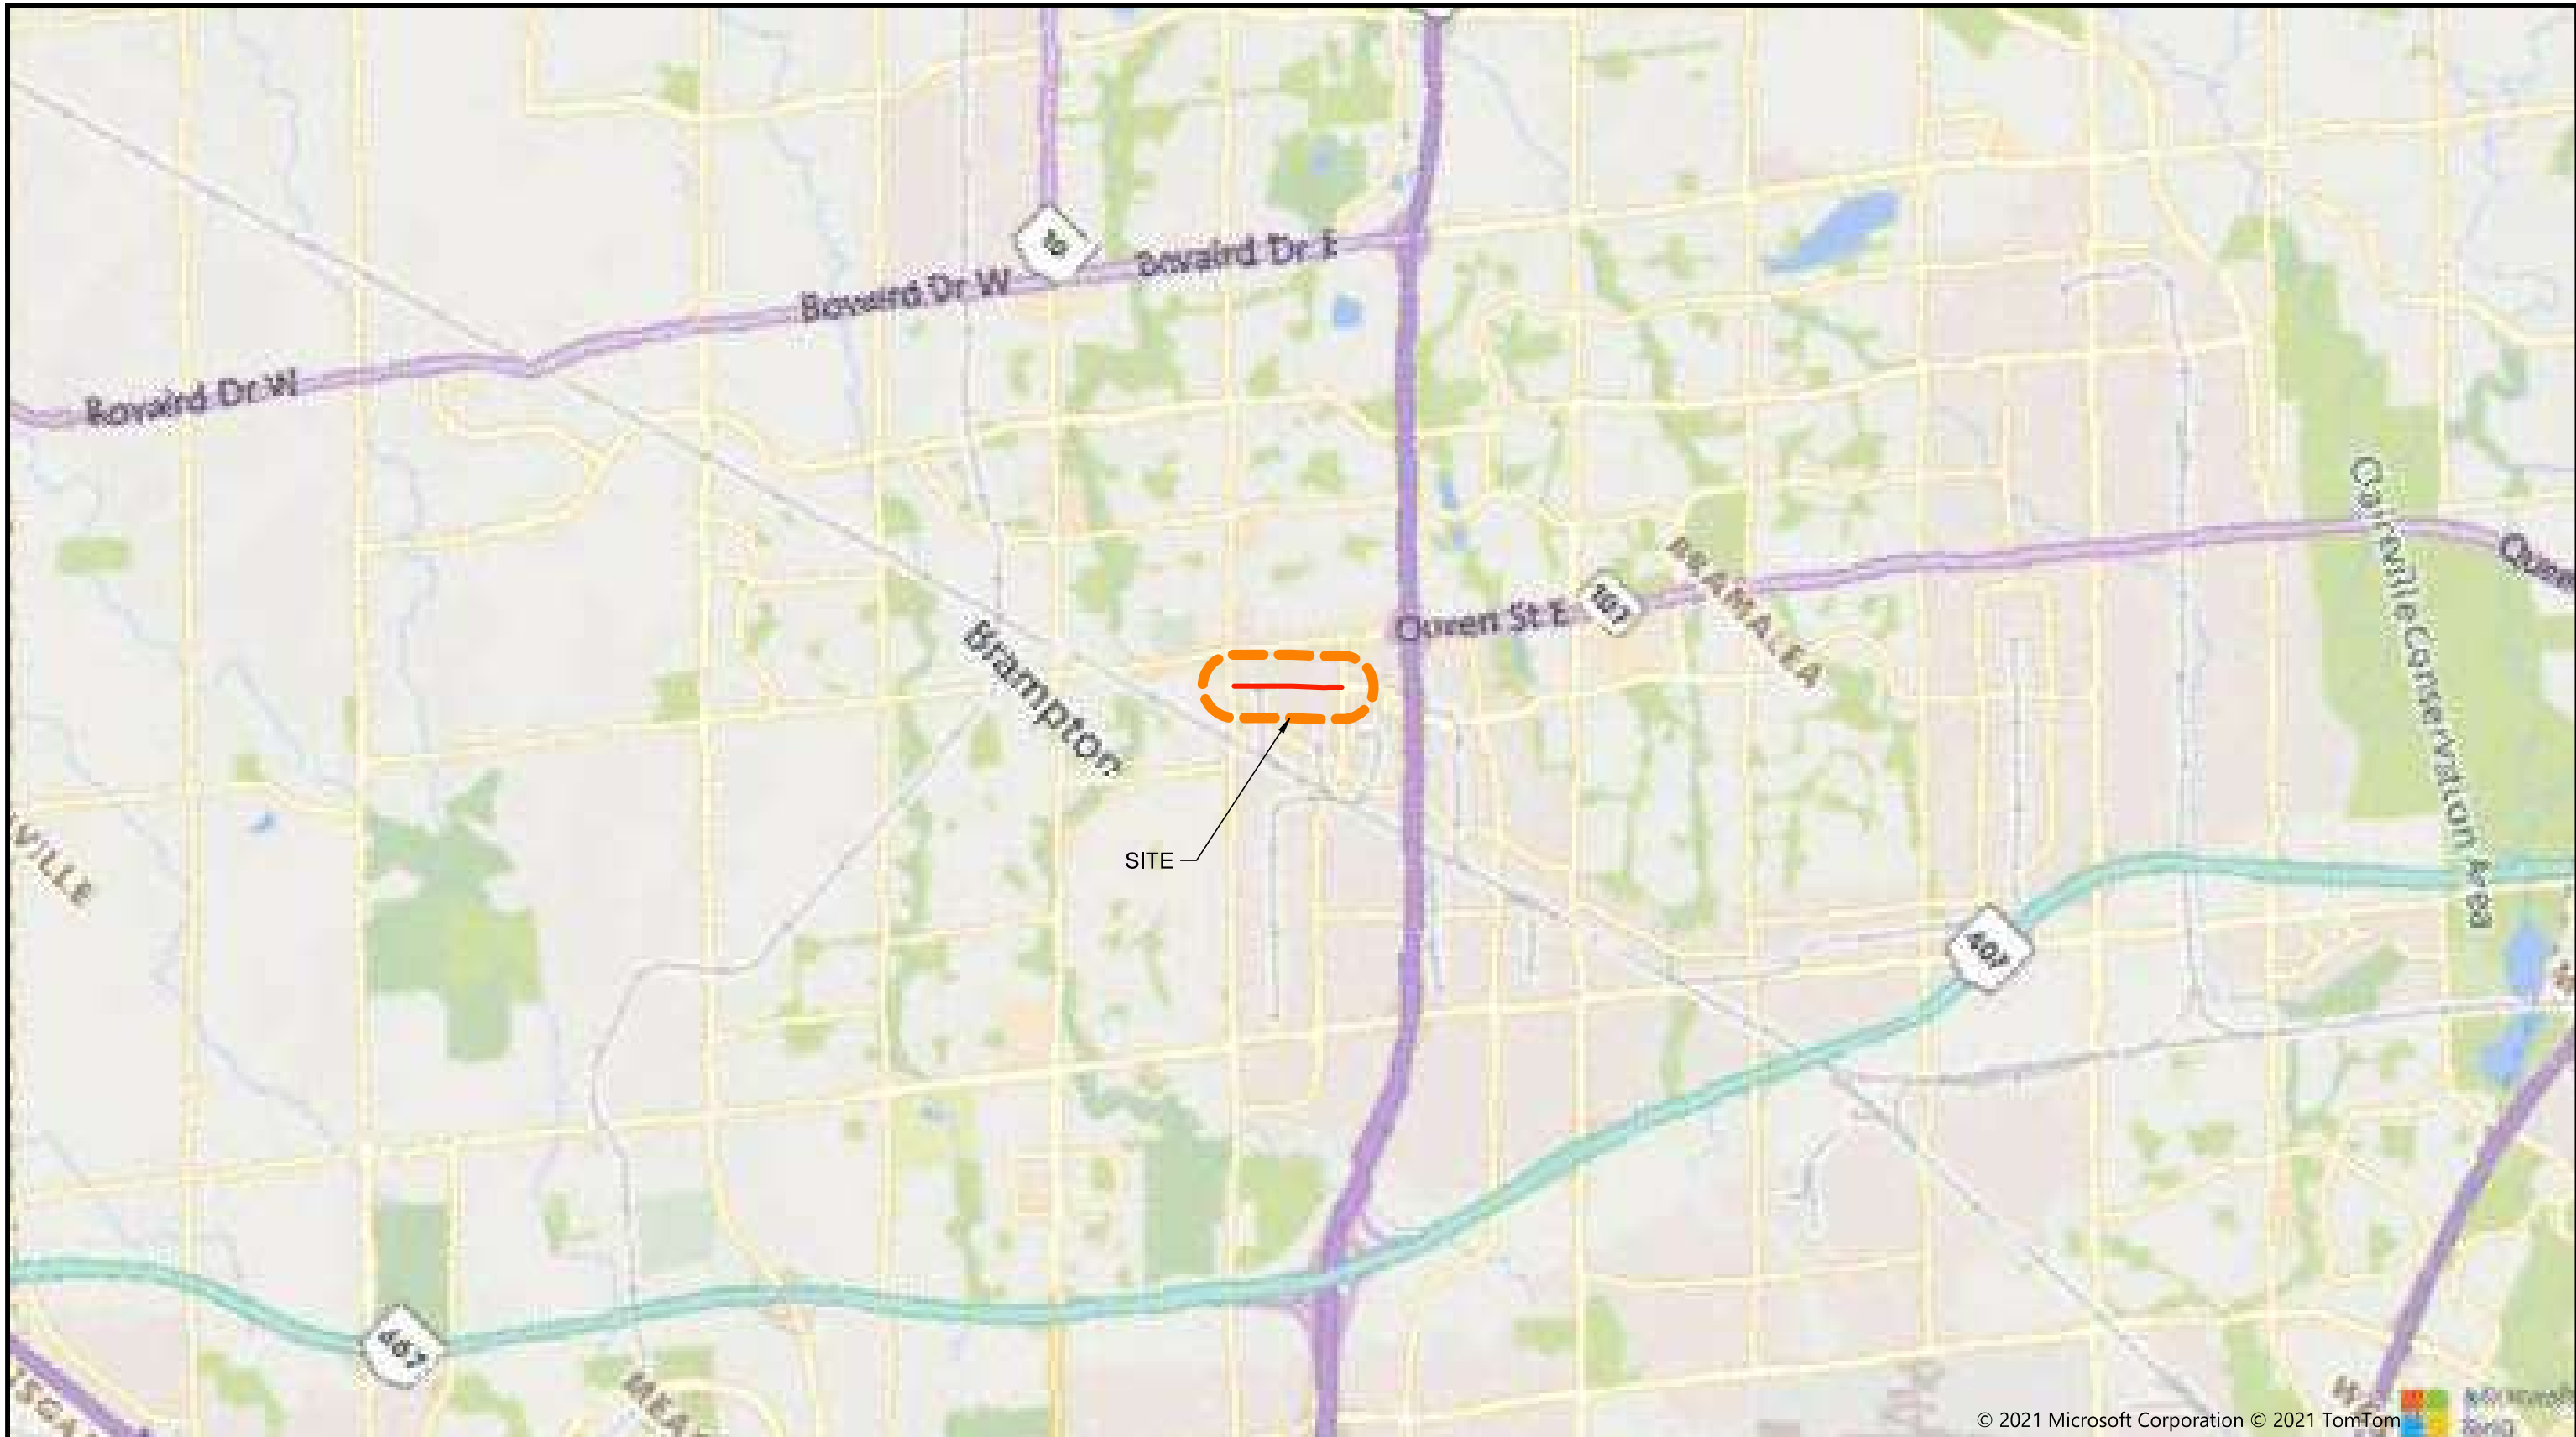 Bovaird Dr E
Bovaird Dr W
Bovaird Dr W
Queen St E
107
BRAMALEA
Brampton
SITE
Claireville Conservation Area
407
407
© 2021 Microsoft Corporation © 2021 TomTom